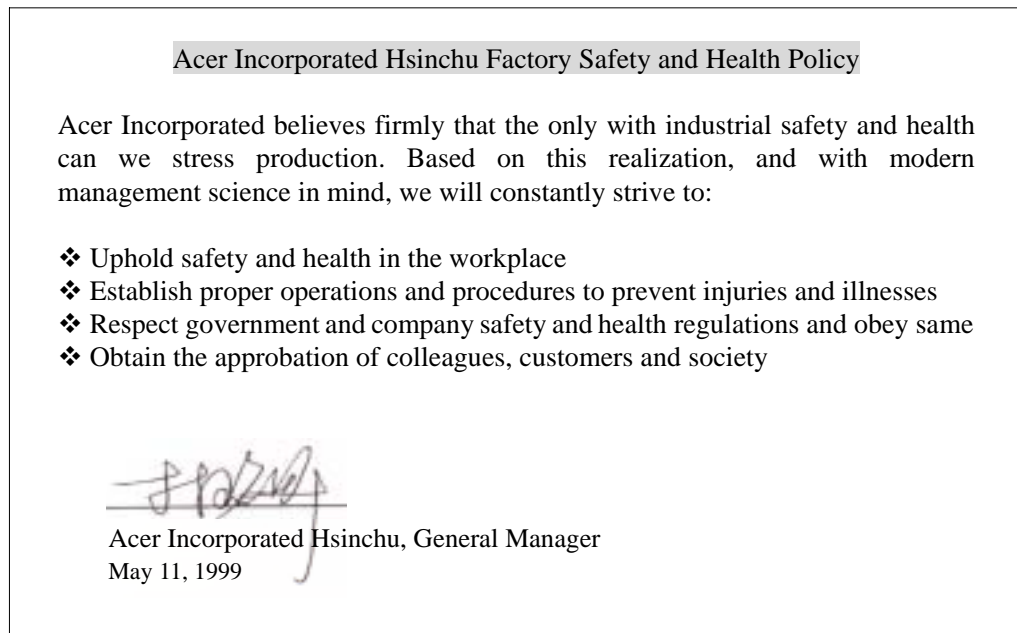 Acer Incorporated Hsinchu Factory Safety and Health Policy
Acer Incorporated believes firmly that the only with industrial safety and health
can we stress production. Based on this realization, and with modern
management science in mind, we will constantly strive to:
❖ Uphold safety and health in the workplace
❖ Establish proper operations and procedures to prevent injuries and illnesses
❖ Respect government and company safety and health regulations and obey same
❖ Obtain the approbation of colleagues, customers and society
Acer Incorporated Hsinchu, General Manager
May 11, 1999